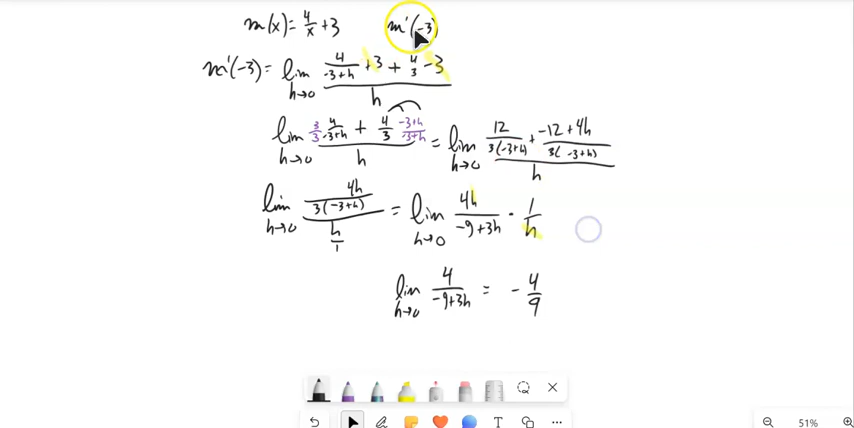 m(x) = 4/x + 3    m'(-3)
m'(-3) = lim h→0 (4/(-3+h) + 3 + 4/3 - 3)/h
lim h→0 (3/3 4/(-3+h) + 4/3 (-3+h)/(-3+h))/h = lim h→0 (12/(3(-3+h)) + (-12+4h)/(3(-3+h)))/h
lim h→0 (4h/(3(-3+h)))/(h/1) = lim h→0 4h/(-9+3h) · 1/h
lim h→0 4/(-9+3h) = -4/9
T 51%